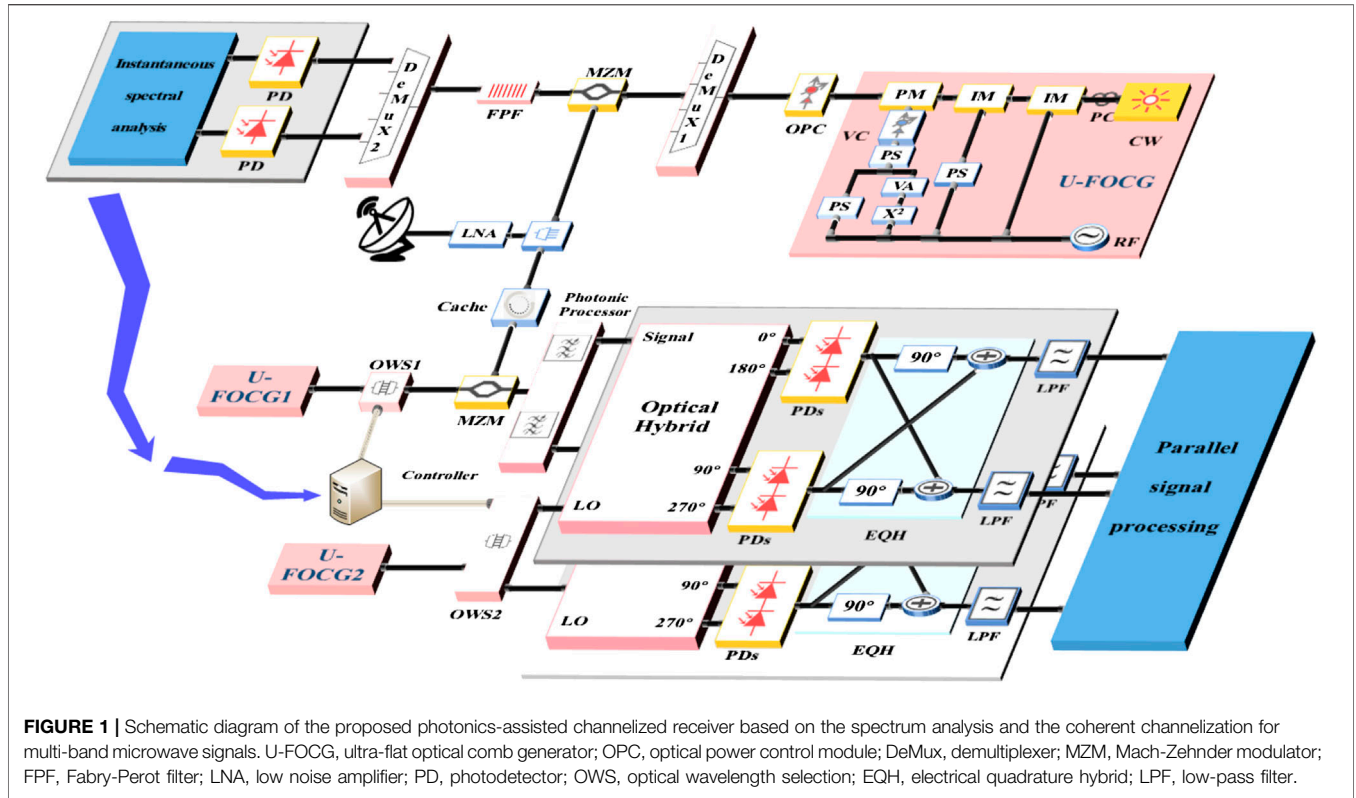 Instantaneous
spectral
analysis
PD
PD
DeMuX2
FPF
MZM
DeMuX1
OPC
PM
IM
IM
PC
CW
VC
PS
VA
PS
PS
X²
U-FOCG
RF
LNA
Cache
Photonic
Processor
OWS1
U-
FOCG1
MZM
Controller
U-
FOCG2
OWS2
Signal
0°
180°
Optical
Hybrid
90°
270°
LO
PDs
PDs
90°
90°
EQH
LPF
LPF
PF
90°
270°
LO
PDs
90°
EQH
LPF
Parallel
signal
processing
FIGURE 1 | Schematic diagram of the proposed photonics-assisted channelized receiver based on the spectrum analysis and the coherent channelization for
multi-band microwave signals. U-FOCG, ultra-flat optical comb generator; OPC, optical power control module; DeMux, demultiplexer; MZM, Mach-Zehnder modulator;
FPF, Fabry-Perot filter; LNA, low noise amplifier; PD, photodetector; OWS, optical wavelength selection; EQH, electrical quadrature hybrid; LPF, low-pass filter.